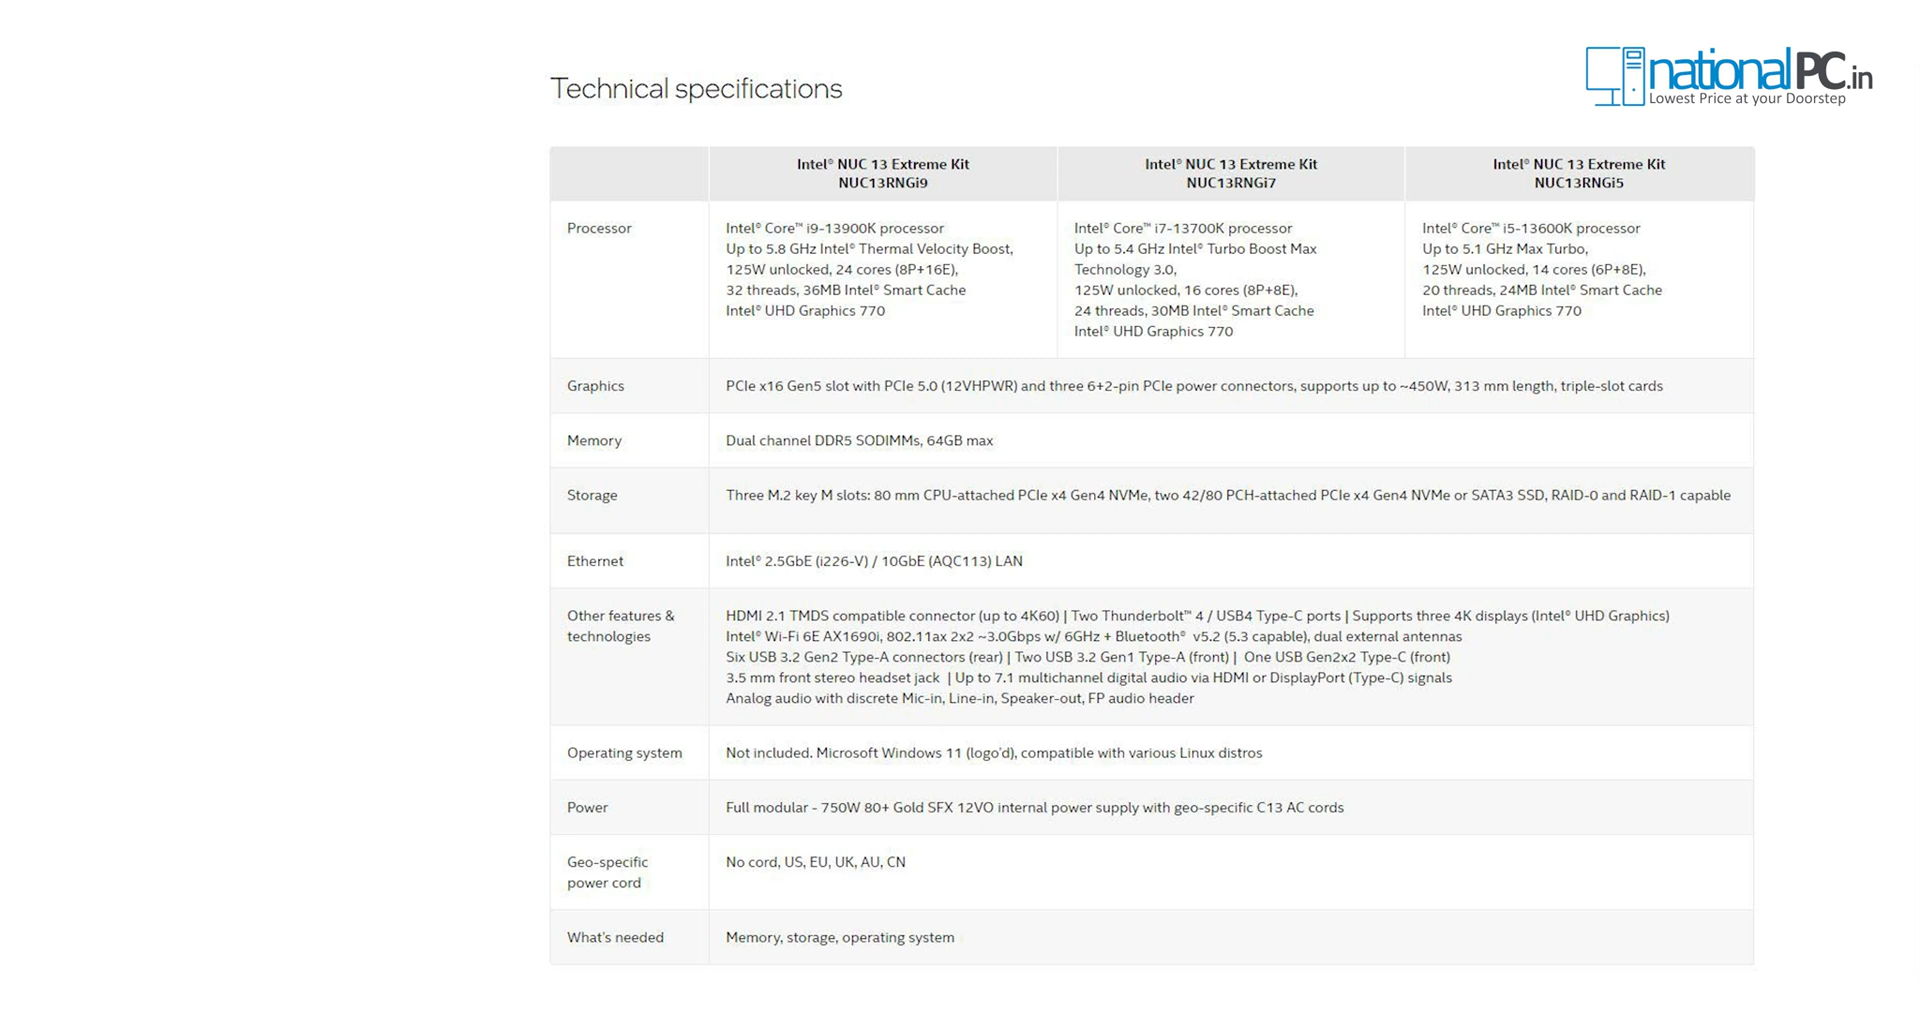 nationalPC.in
Lowest Price at your Doorstep
Technical specifications
Intel® NUC 13 Extreme Kit
NUC13RNGi9
Intel® NUC 13 Extreme Kit
NUC13RNGi7
Intel® NUC 13 Extreme Kit
NUC13RNGi5
Processor
Intel® Core™ i9-13900K processor
Up to 5.8 GHz Intel® Thermal Velocity Boost,
125W unlocked, 24 cores (8P+16E),
32 threads, 36MB Intel® Smart Cache
Intel® UHD Graphics 770
Intel® Core™ i7-13700K processor
Up to 5.4 GHz Intel® Turbo Boost Max
Technology 3.0,
125W unlocked, 16 cores (8P+8E),
24 threads, 30MB Intel® Smart Cache
Intel® UHD Graphics 770
Intel® Core™ i5-13600K processor
Up to 5.1 GHz Max Turbo,
125W unlocked, 14 cores (6P+8E),
20 threads, 24MB Intel® Smart Cache
Intel® UHD Graphics 770
Graphics
PCIe x16 Gen5 slot with PCIe 5.0 (12VHPWR) and three 6+2-pin PCIe power connectors, supports up to ~450W, 313 mm length, triple-slot cards
Memory
Dual channel DDR5 SODIMMs, 64GB max
Storage
Three M.2 key M slots: 80 mm CPU-attached PCIe x4 Gen4 NVMe, two 42/80 PCH-attached PCIe x4 Gen4 NVMe or SATA3 SSD, RAID-0 and RAID-1 capable
Ethernet
Intel® 2.5GbE (i226-V) / 10GbE (AQC113) LAN
Other features &
technologies
HDMI 2.1 TMDS compatible connector (up to 4K60) | Two Thunderbolt™ 4 / USB4 Type-C ports | Supports three 4K displays (Intel® UHD Graphics)
Intel® Wi-Fi 6E AX1690i, 802.11ax 2x2 ~3.0Gbps w/ 6GHz + Bluetooth® v5.2 (5.3 capable), dual external antennas
Six USB 3.2 Gen2 Type-A connectors (rear) | Two USB 3.2 Gen1 Type-A (front) | One USB Gen2x2 Type-C (front)
3.5 mm front stereo headset jack | Up to 7.1 multichannel digital audio via HDMI or DisplayPort (Type-C) signals
Analog audio with discrete Mic-in, Line-in, Speaker-out, FP audio header
Operating system
Not included. Microsoft Windows 11 (logo'd), compatible with various Linux distros
Power
Full modular - 750W 80+ Gold SFX 12VO internal power supply with geo-specific C13 AC cords
Geo-specific
power cord
No cord, US, EU, UK, AU, CN
What's needed
Memory, storage, operating system